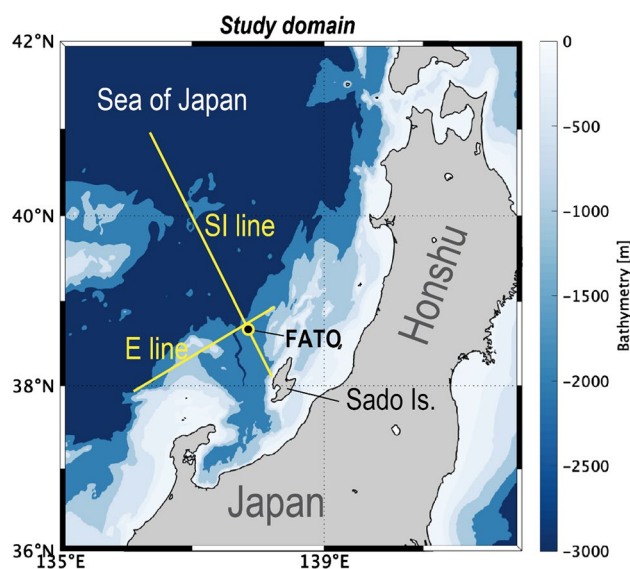 Study domain
42°N
40°N
38°N
36°N
135°E
139°E
Sea of Japan
SI line
E line
FATO
Sado Is.
Honshu
Japan
0
-500
-1000
-1500
-2000
-2500
-3000
Bathymetry [m]